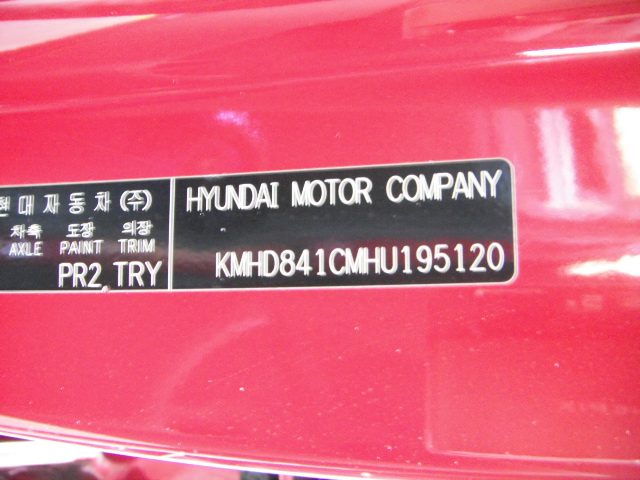 현대자동차(주)
차축 도장 의장
AXLE PAINT TRIM
PR2, TRY
HYUNDAI MOTOR COMPANY
KMHD841CMHU195120